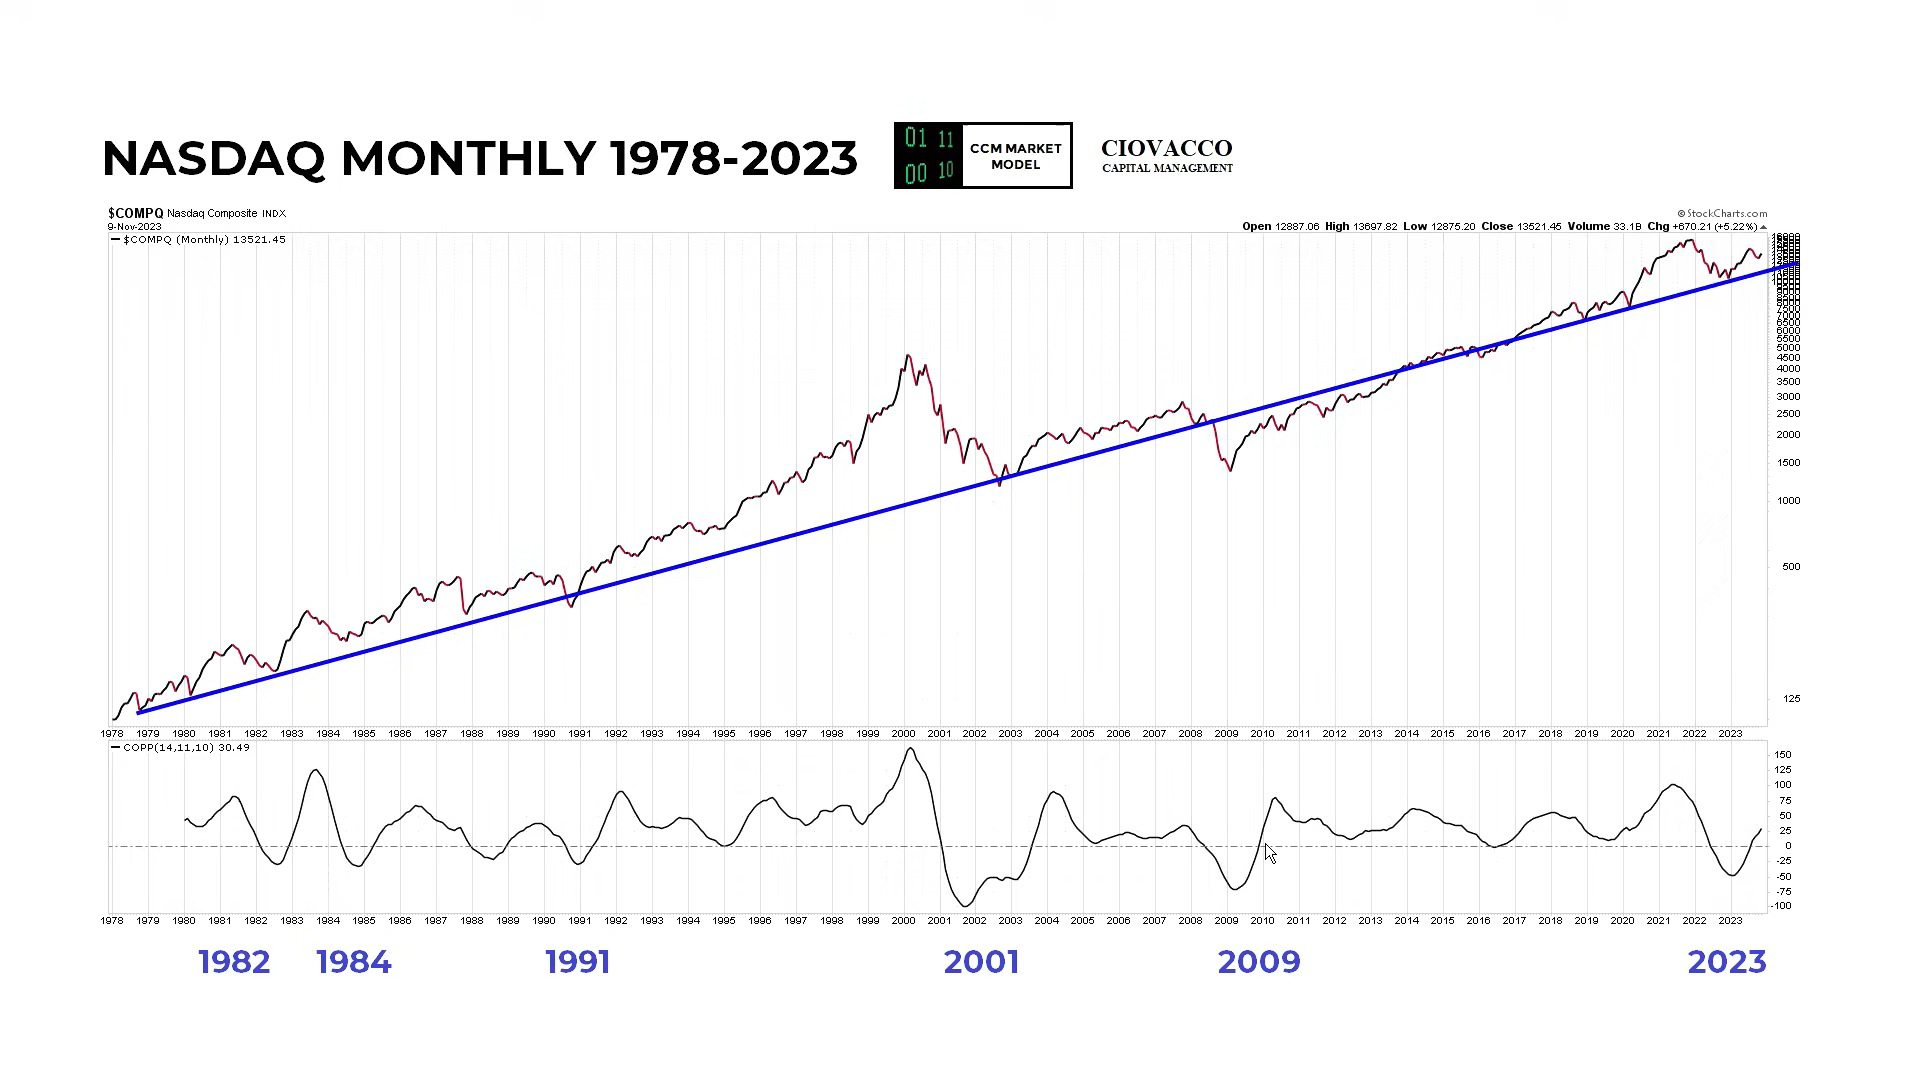 NASDAQ MONTHLY 1978-2023
01 11
00 10
CCM MARKET
MODEL
CIOVACCO
CAPITAL MANAGEMENT
$COMPQ Nasdaq Composite INDX
© StockCharts.com
9-Nov-2023
Open 12887.06 High 13697.82 Low 12875.20 Close 13521.45 Volume 33.1B Chg +670.21 (+5.22%)
$COMPQ (Monthly) 13521.45
7000
6500
6000
5500
5000
4500
4000
3500
3000
2500
2000
1500
1000
500
125
1978 1979 1980 1981 1982 1983 1984 1985 1986 1987 1988 1989 1990 1991 1992 1993 1994 1995 1996 1997 1998 1999 2000 2001 2002 2003 2004 2005 2006 2007 2008 2009 2010 2011 2012 2013 2014 2015 2016 2017 2018 2019 2020 2021 2022 2023
COPP(14,11,10) 30.49
150
125
100
75
50
25
0
-25
-50
-75
-100
1978 1979 1980 1981 1982 1983 1984 1985 1986 1987 1988 1989 1990 1991 1992 1993 1994 1995 1996 1997 1998 1999 2000 2001 2002 2003 2004 2005 2006 2007 2008 2009 2010 2011 2012 2013 2014 2015 2016 2017 2018 2019 2020 2021 2022 2023
1982 1984 1991 2001 2009 2023